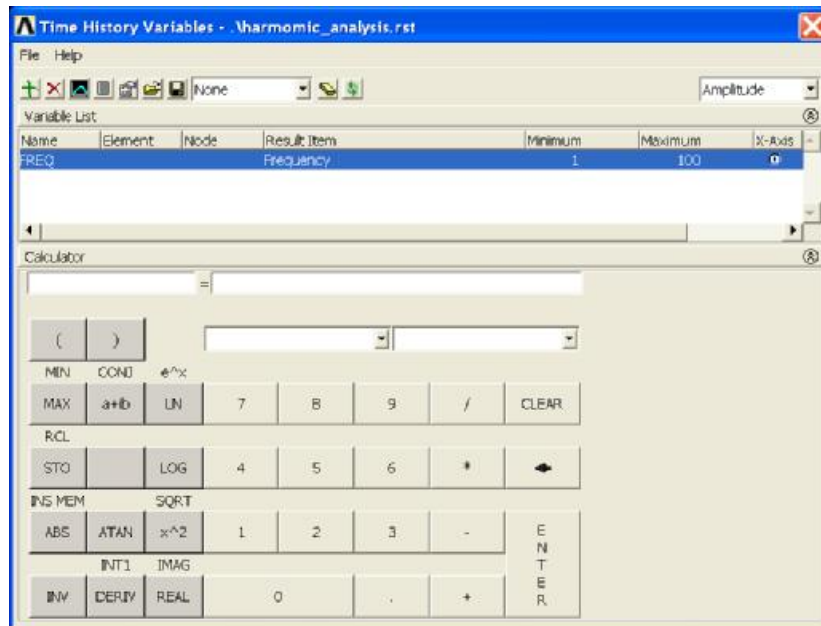 Time History Variables - .\harmomic_analysis.rst
File Help
None Amplitude
Variable List
Name Element Node Result Item Minimum Maximum X-Axis
FREQ Frequency 1 100
Calculator
=
( )
MIN CONJ e^x
MAX a+ib LN 7 8 9 / CLEAR
RCL
STO LOG 4 5 6 *
INS MEM SQRT
ABS ATAN x^2 1 2 3 - ENTER
INT1 IMAG
INV DERIV REAL 0 . +